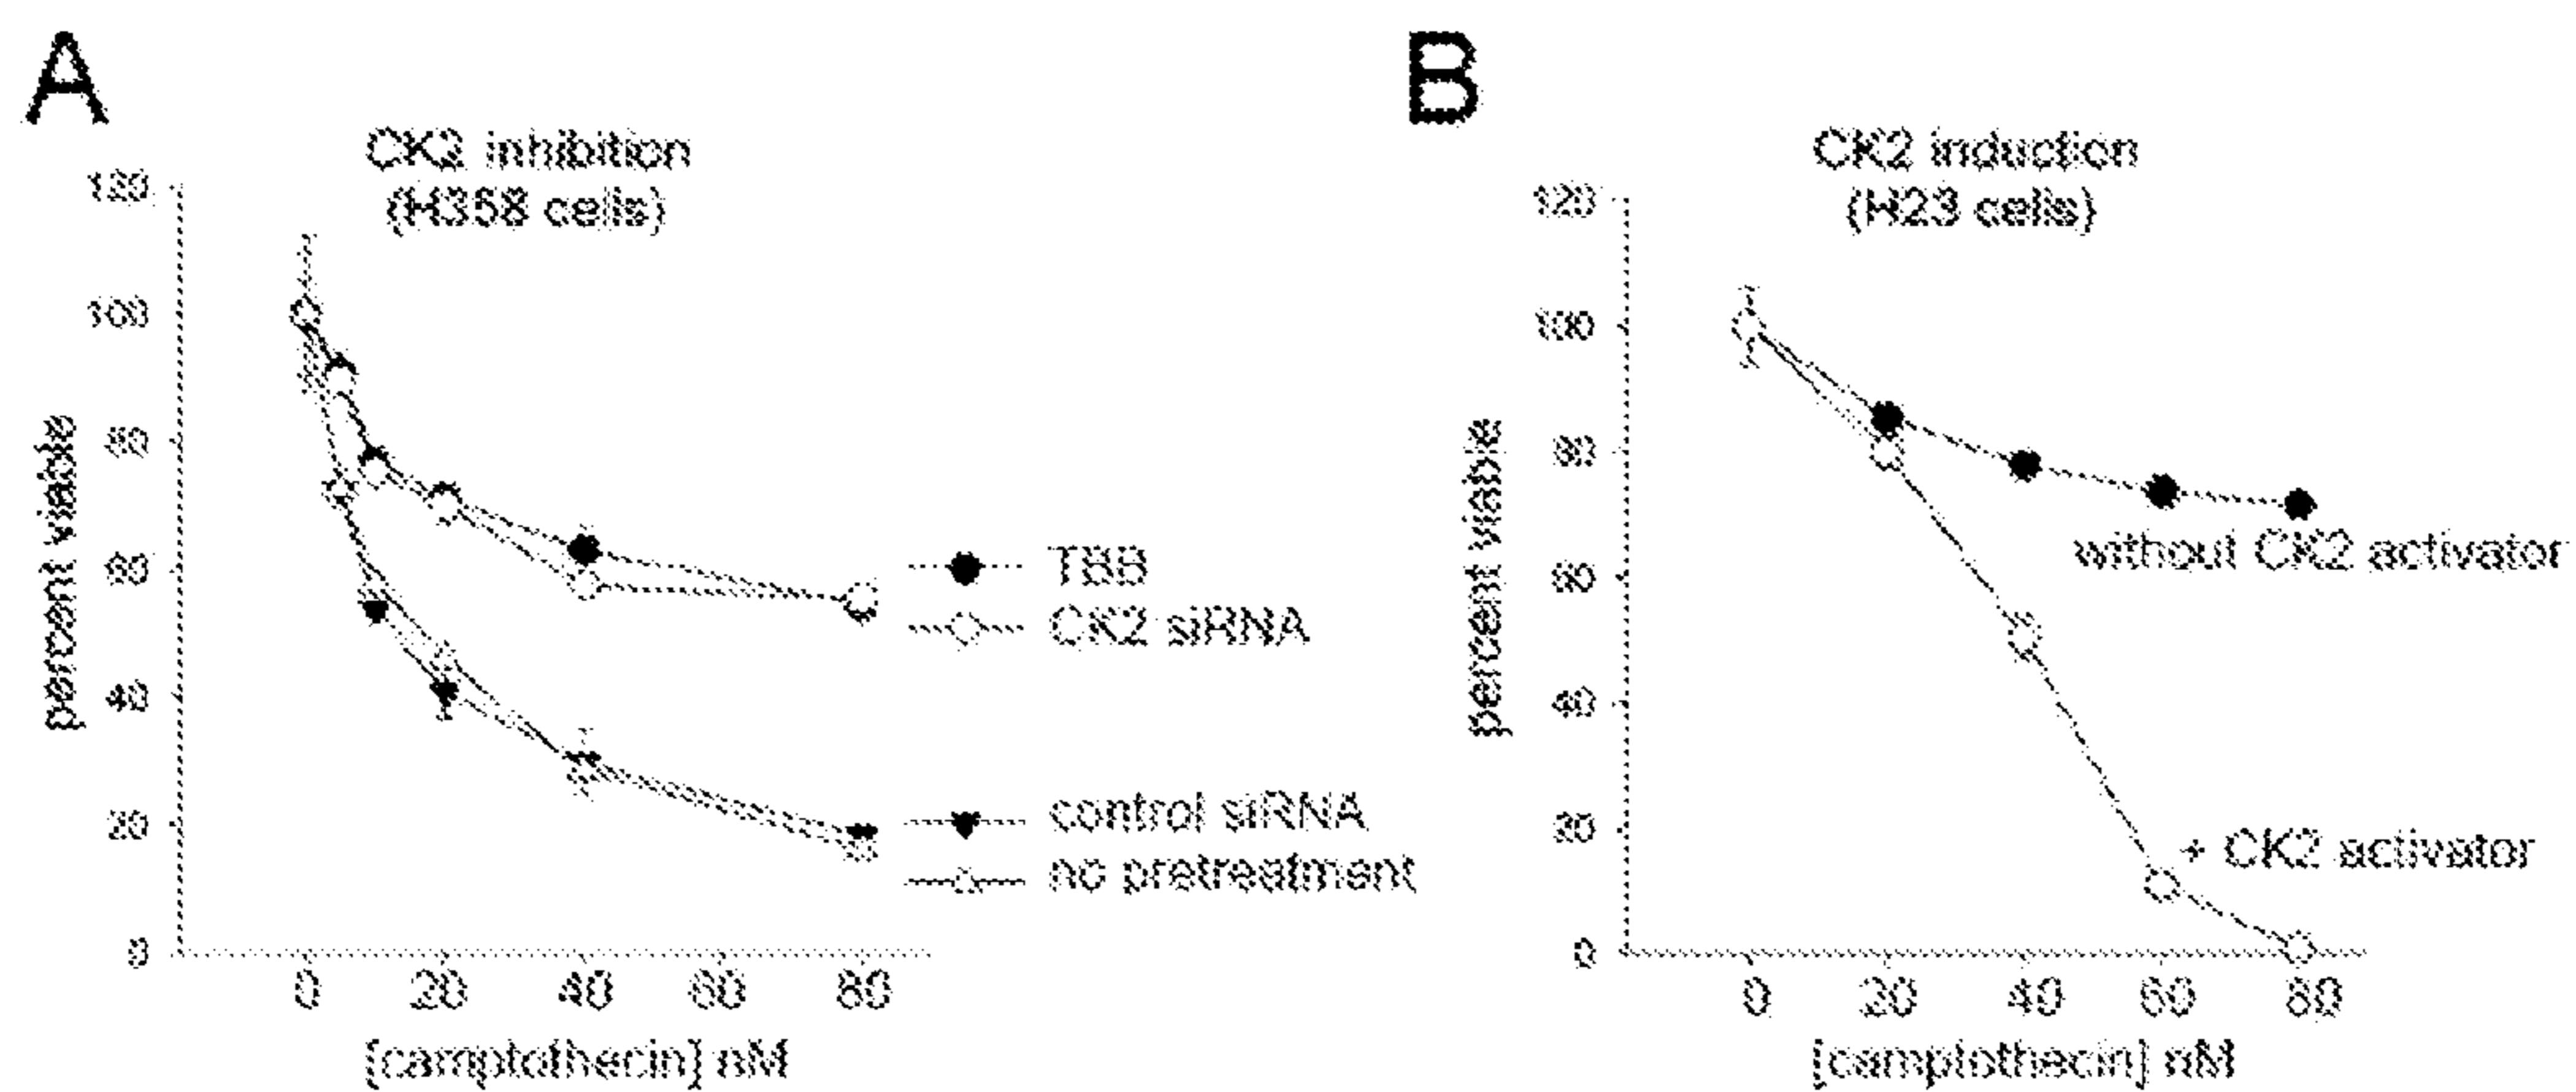 A
CK2 inhibition
(H358 cells)
120
100
80
60
40
20
0
percent viable
0 20 40 60 80
[camptothecin] nM
TBB
CK2 siRNA
control siRNA
no pretreatment
B
CK2 induction
(H23 cells)
120
100
80
60
40
20
0
percent viable
0 20 40 60 80
[camptothecin] nM
without CK2 activator
+ CK2 activator